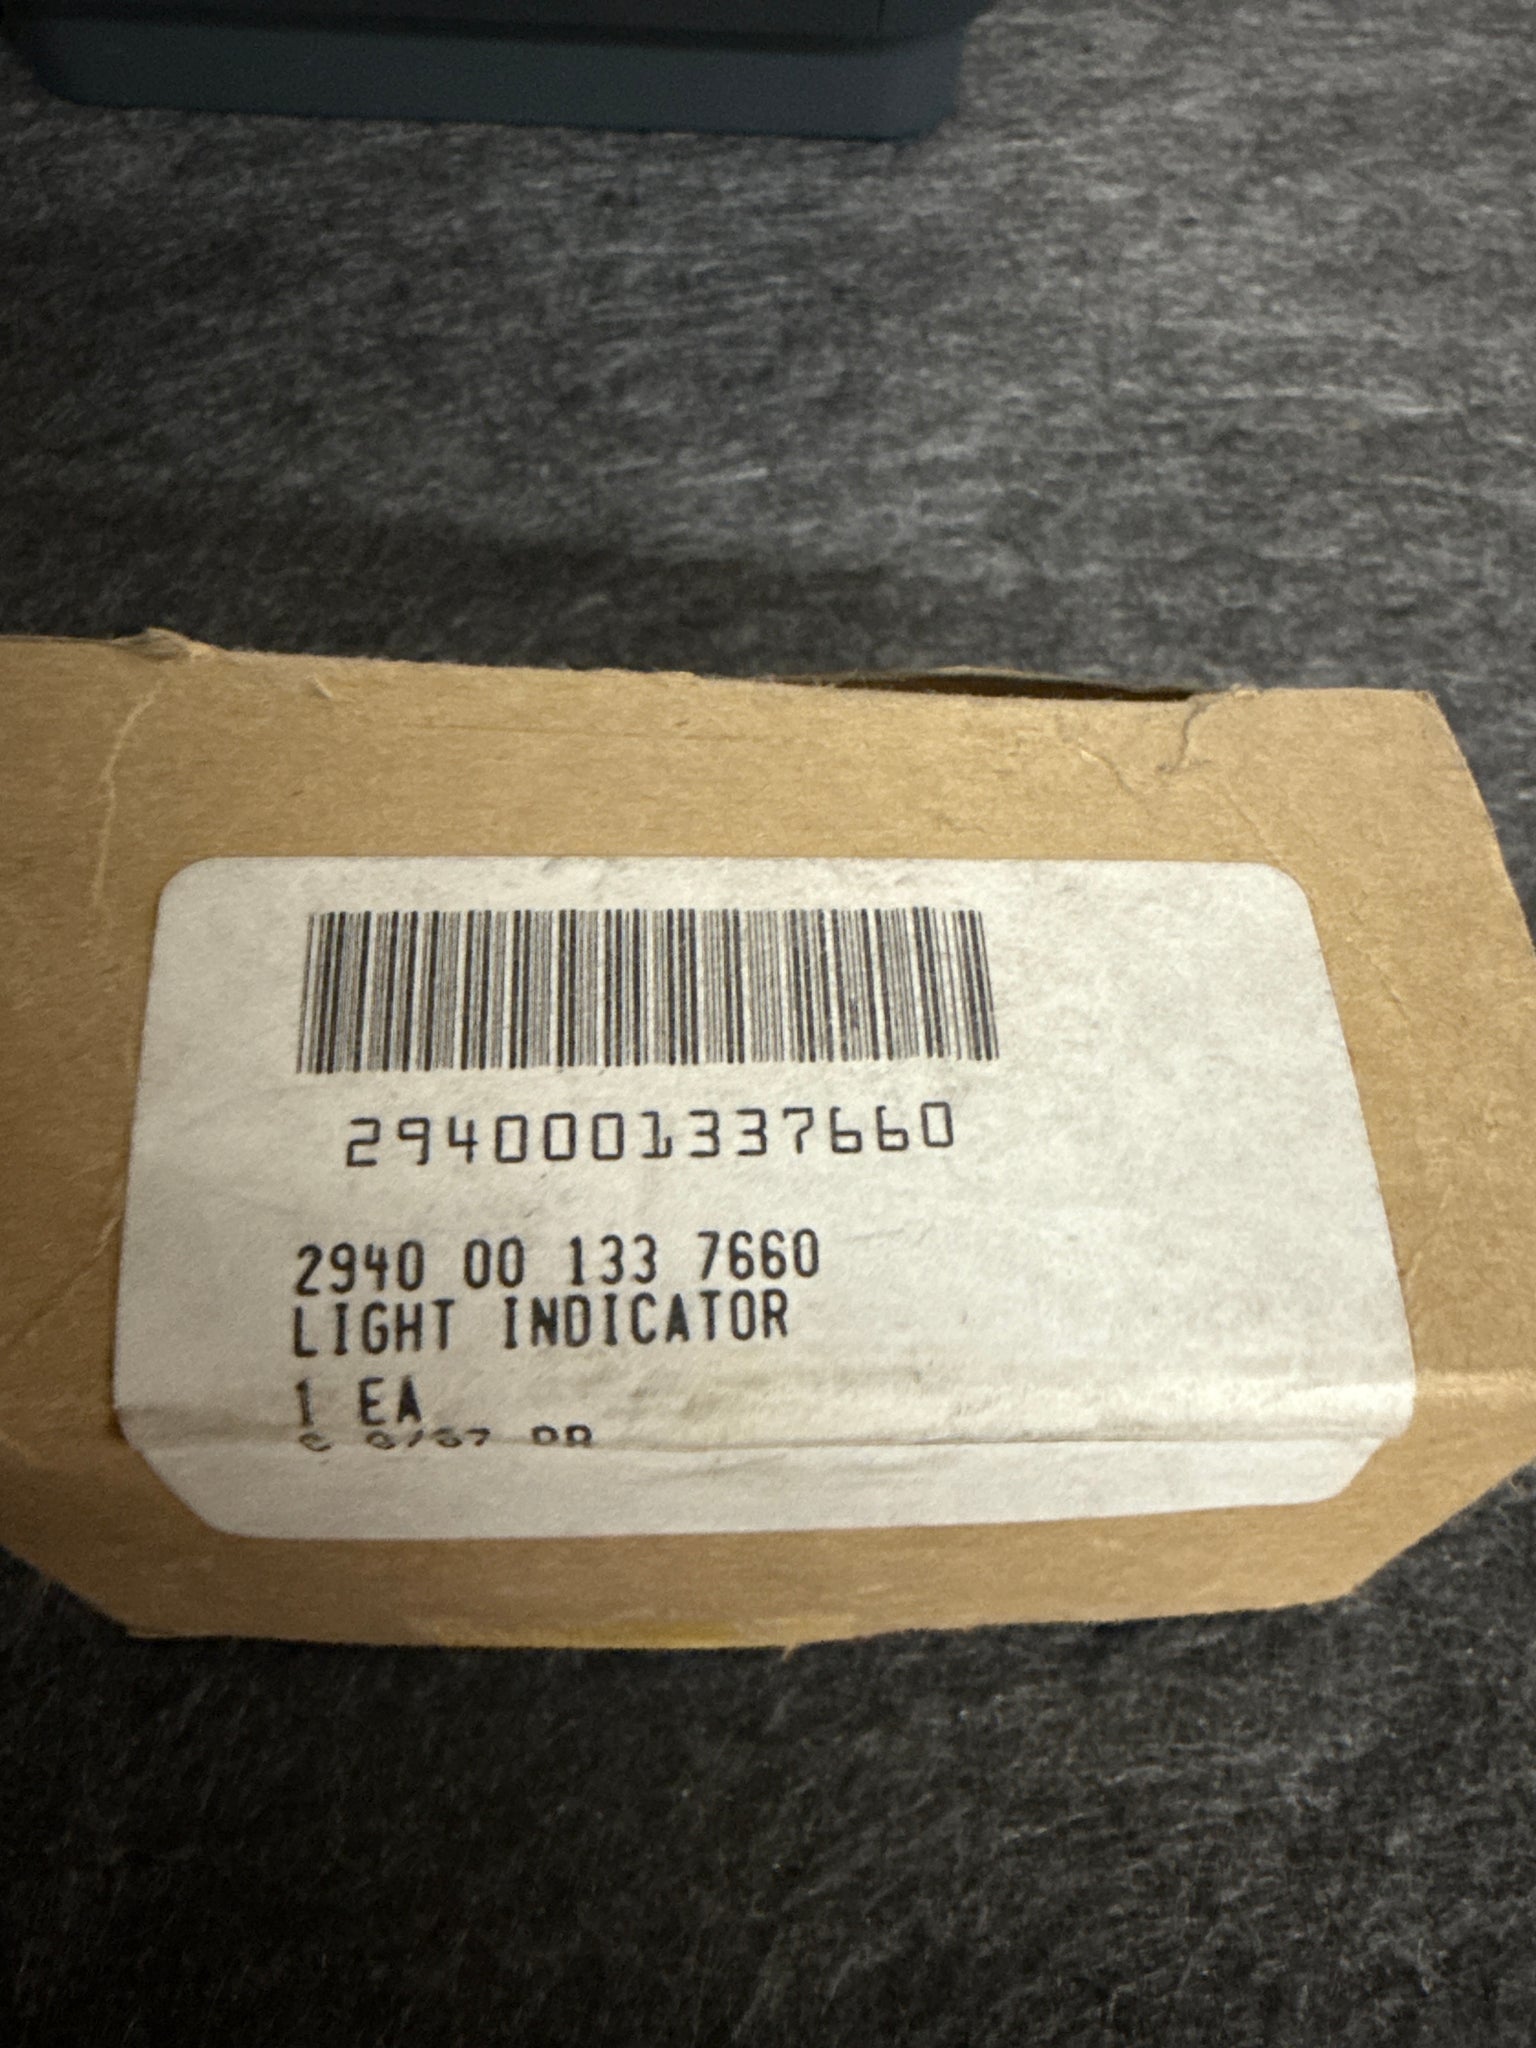 2940001337660
2940 00 133 7660
LIGHT INDICATOR
1 EA